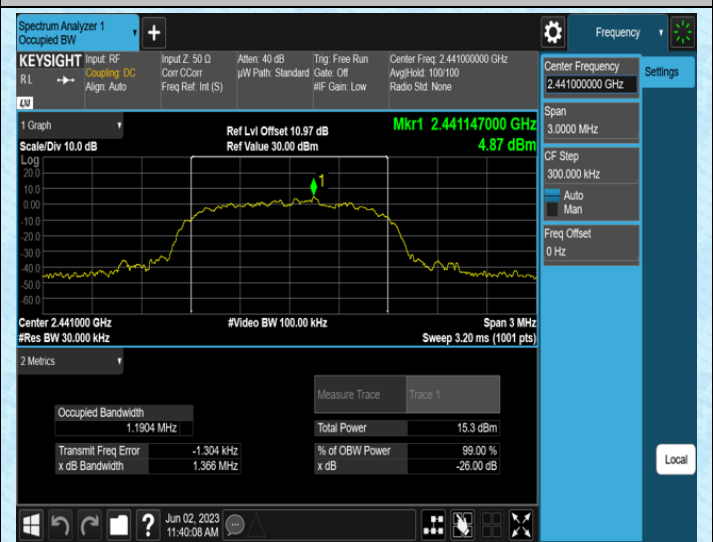 Spectrum Analyzer 1
Occupied BW
Frequency
KEYSIGHT
R L
LXI
Input: RF
Coupling: DC
Align: Auto
Input Z: 50 Ω
Corr CCorr
Freq Ref: Int (S)
Atten: 40 dB
µW Path: Standard
Trig: Free Run
Gate: Off
#IF Gain: Low
Center Freq: 2.441000000 GHz
Avg|Hold: 100/100
Radio Std: None
Center Frequency
2.441000000 GHz
Settings
Span
3.0000 MHz
CF Step
300.000 kHz
Auto
Man
Freq Offset
0 Hz
1 Graph
Scale/Div 10.0 dB
Ref Lvl Offset 10.97 dB
Ref Value 30.00 dBm
Mkr1 2.441147000 GHz
4.87 dBm
Log
20.0
10.0
0.00
-10.0
-20.0
-30.0
-40.0
-50.0
-60.0
1
Center 2.441000 GHz
#Res BW 30.000 kHz
#Video BW 100.00 kHz
Span 3 MHz
Sweep 3.20 ms (1001 pts)
2 Metrics
Measure Trace Trace 1
Occupied Bandwidth
1.1904 MHz
Total Power 15.3 dBm
Transmit Freq Error -1.304 kHz
% of OBW Power 99.00 %
x dB Bandwidth 1.366 MHz
x dB -26.00 dB
Local
?
Jun 02, 2023
11:40:08 AM